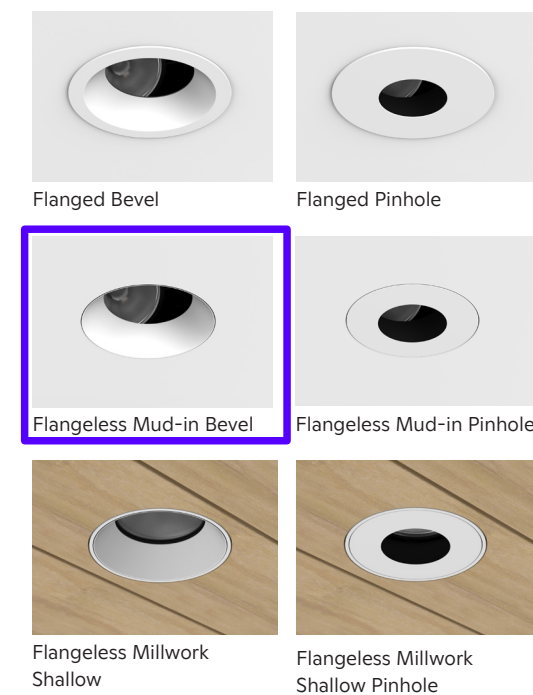 Flanged Bevel
Flanged Pinhole
Flangeless Mud-in Bevel
Flangeless Mud-in Pinhole
Flangeless Millwork
Shallow
Flangeless Millwork
Shallow Pinhole